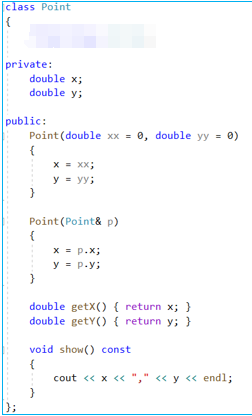 class Point
{
private:
double x;
double y;
public:
Point(double xx = 0, double yy = 0)
{
x = xx;
y = yy;
}
Point(Point& p)
{
x = p.x;
y = p.y;
}
double getX() { return x; }
double getY() { return y; }
void show() const
{
cout << x << "," << y << endl;
}
};